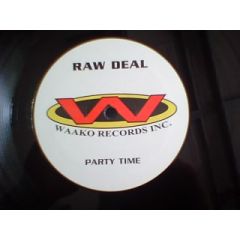 RAW DEAL
W
WAAKO RECORDS INC.
PARTY TIME